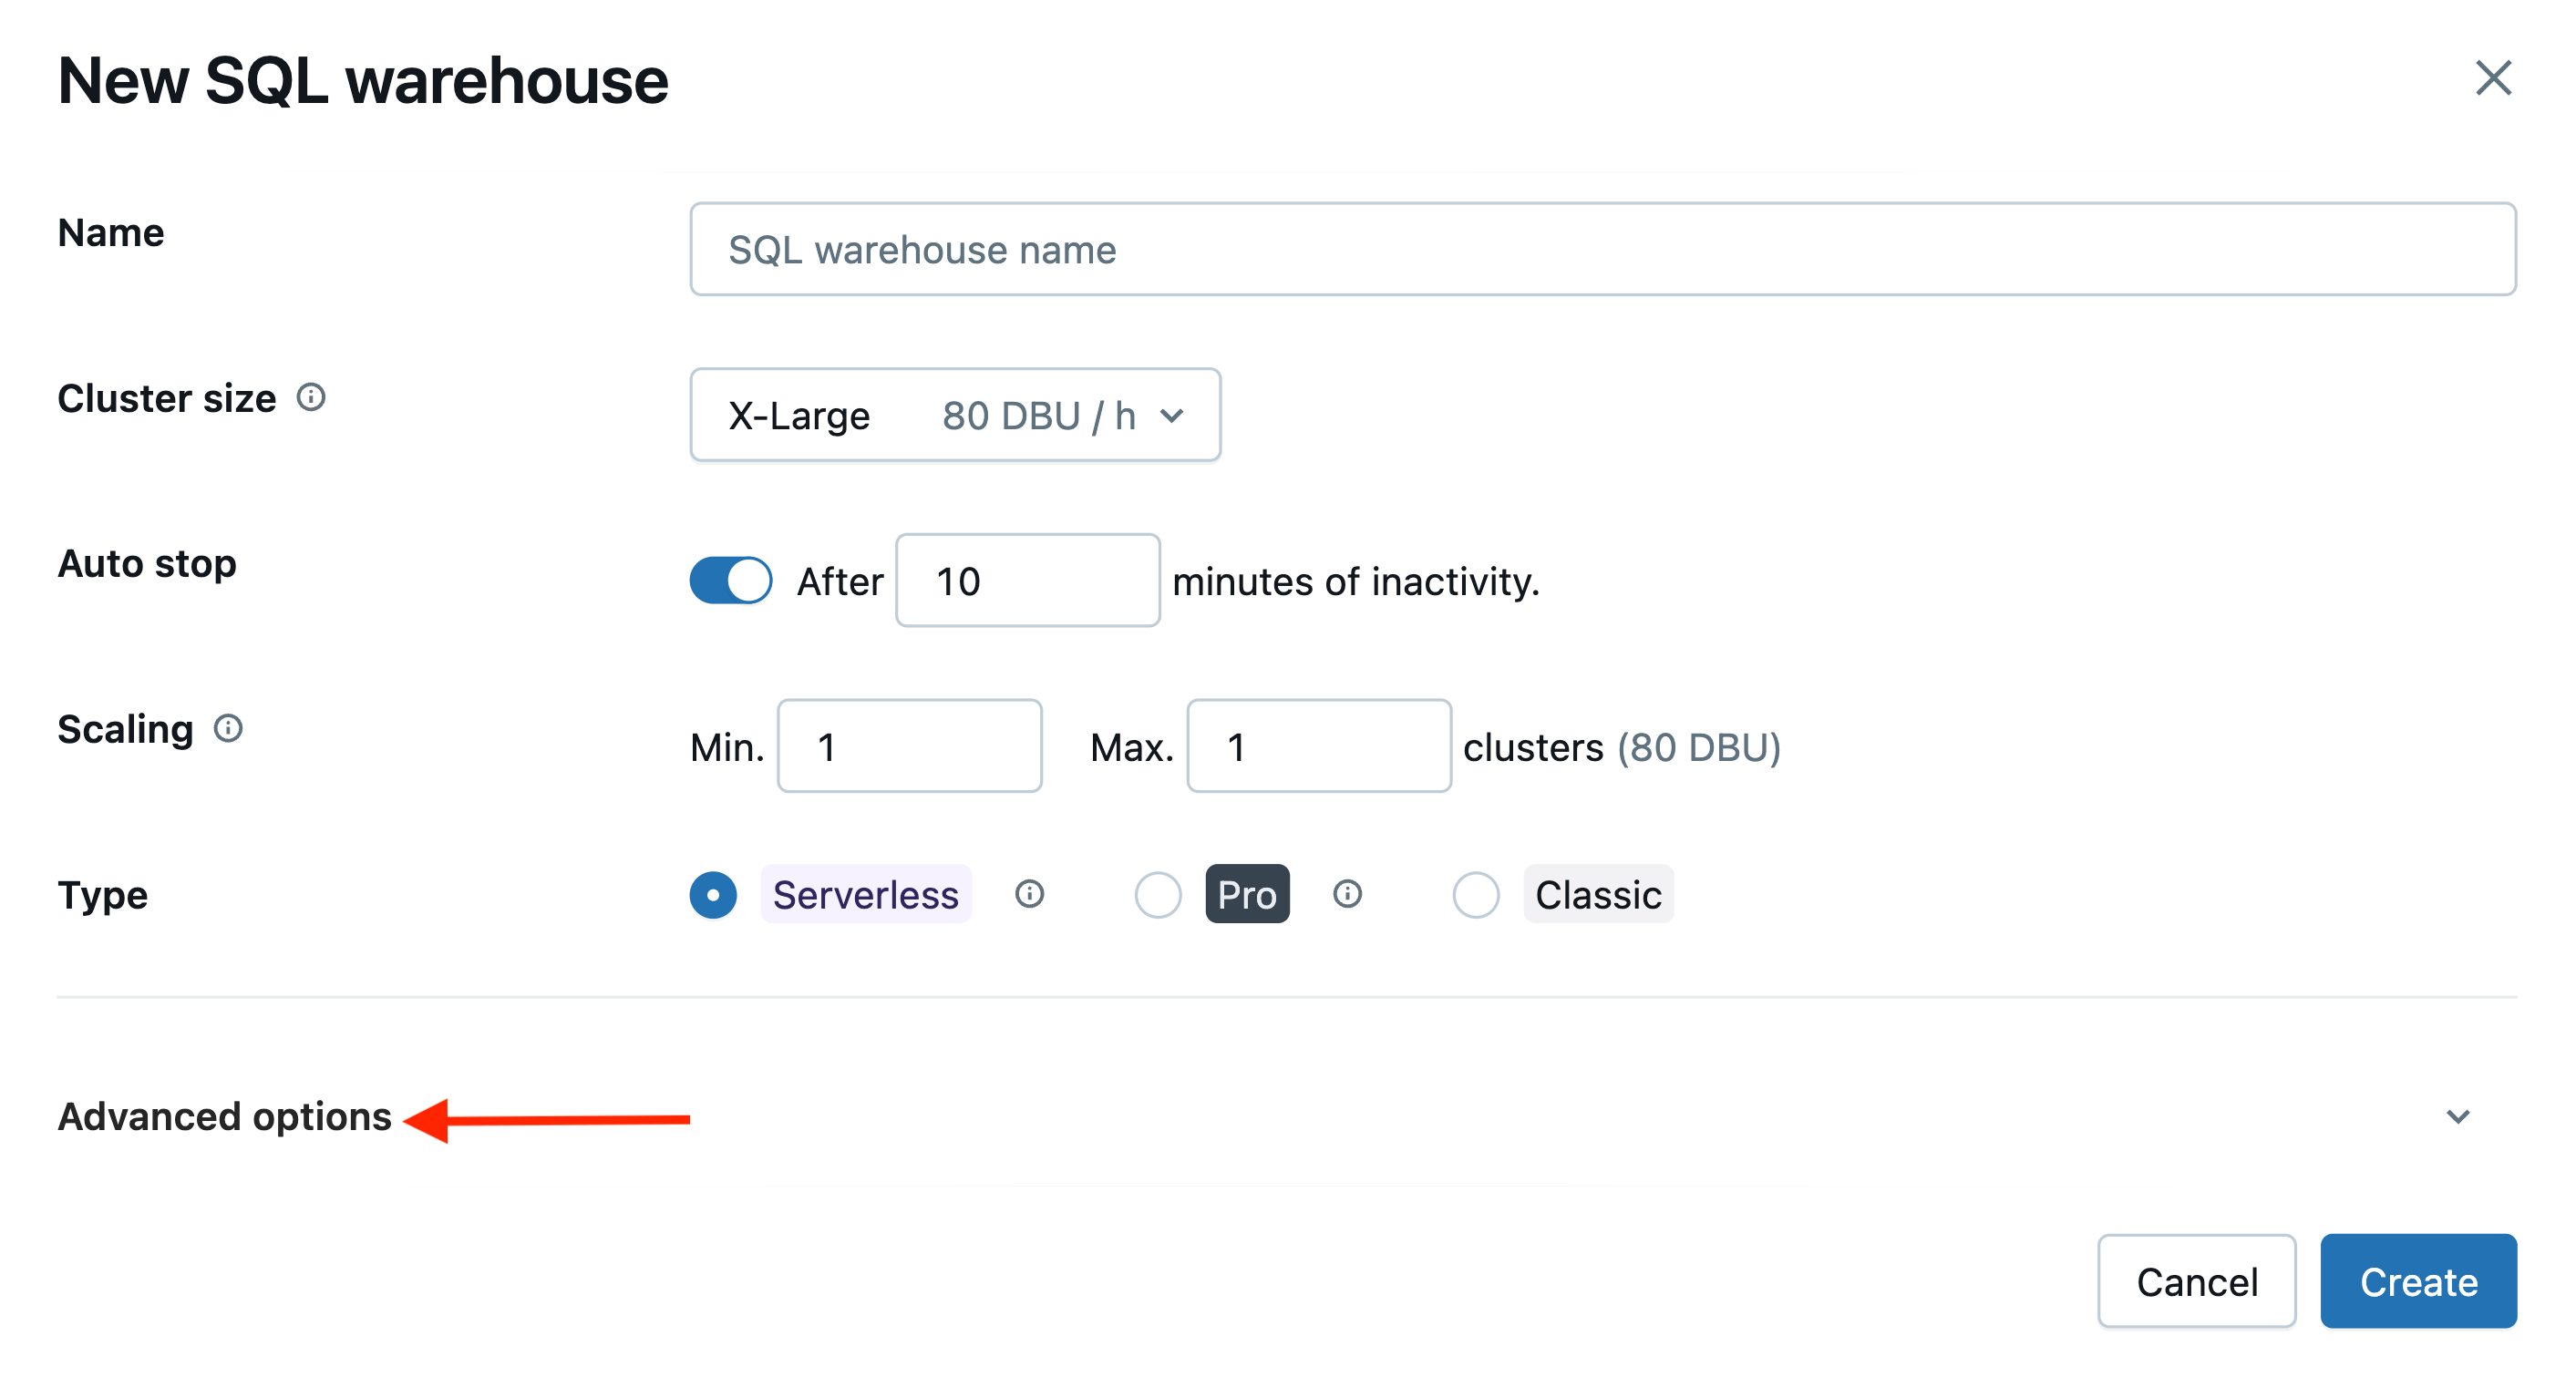 New SQL warehouse
Name
SQL warehouse name
Cluster size
X-Large 80 DBU / h
Auto stop
After 10 minutes of inactivity.
Scaling
Min. 1 Max. 1 clusters (80 DBU)
Type
Serverless Pro Classic
Advanced options
Cancel Create